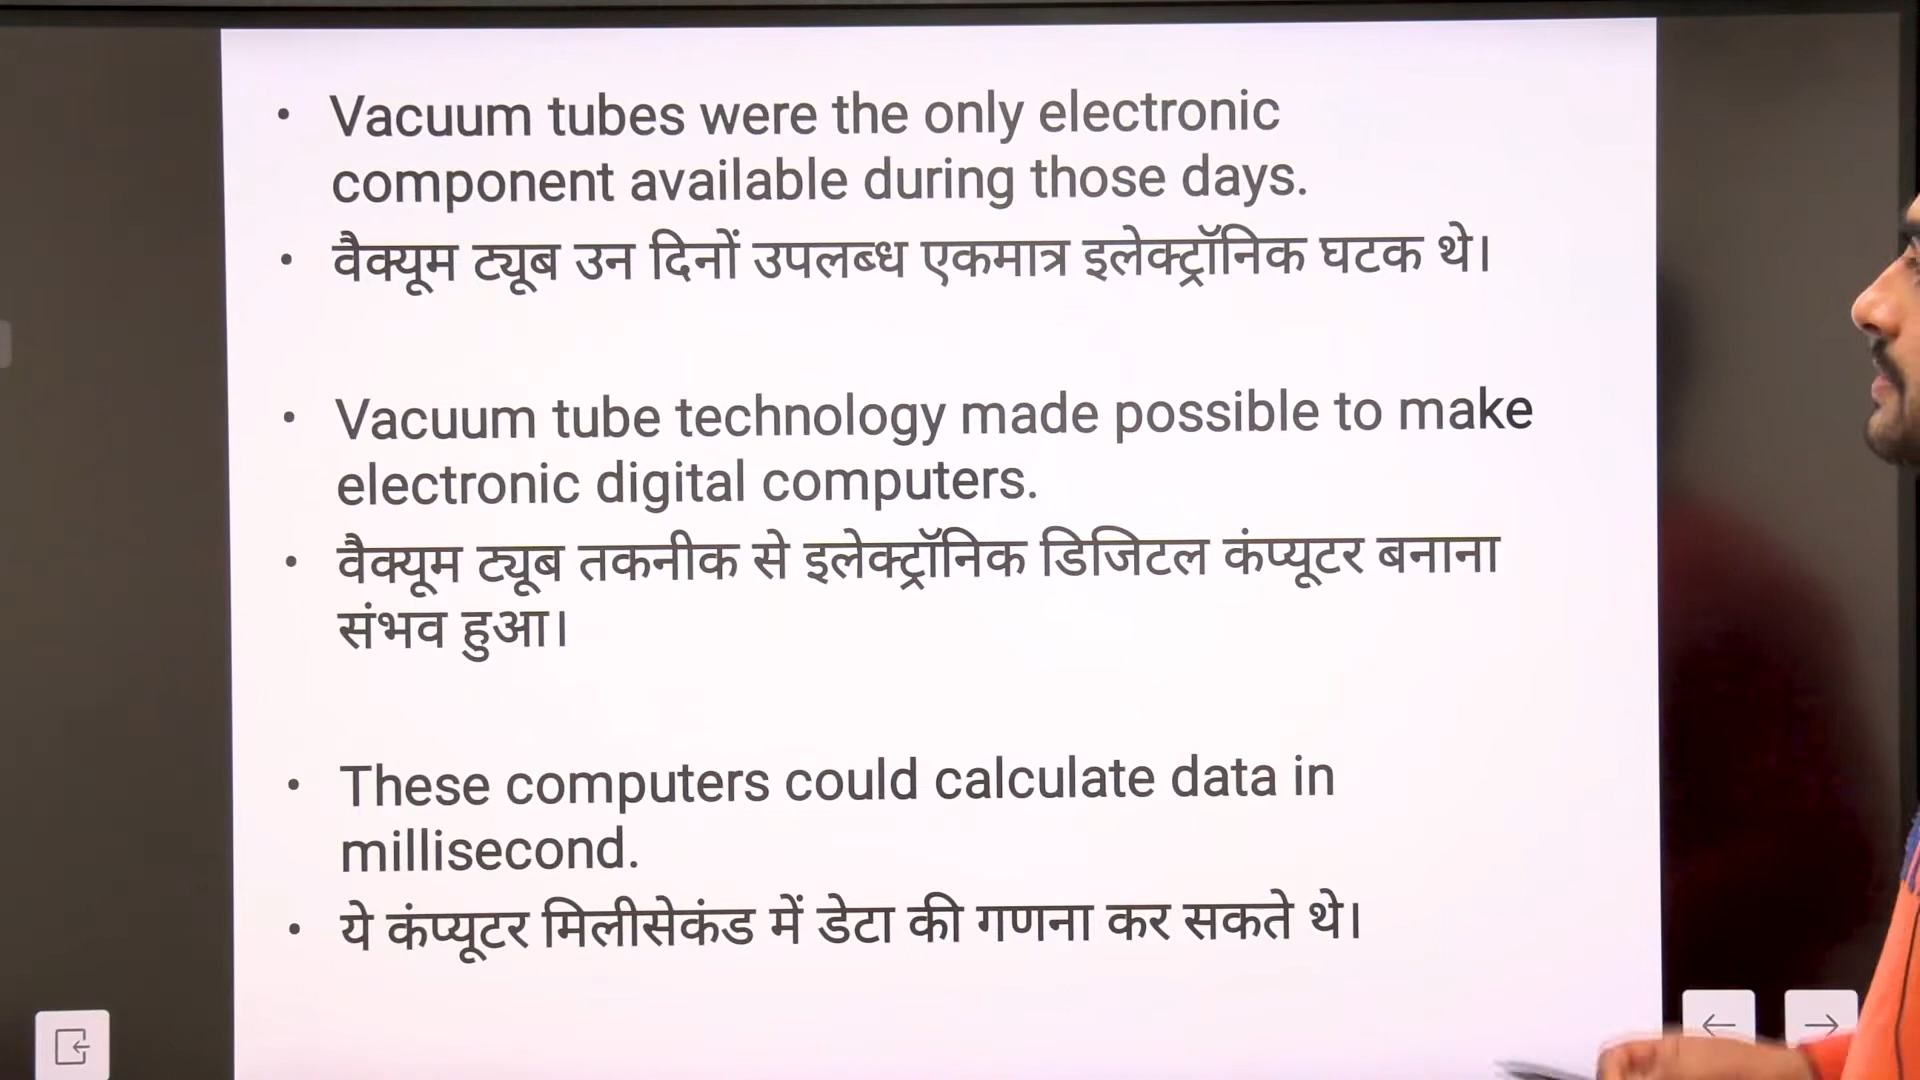 • Vacuum tubes were the only electronic
component available during those days.
• वैक्यूम ट्यूब उन दिनों उपलब्ध एकमात्र इलेक्ट्रॉनिक घटक थे।
• Vacuum tube technology made possible to make
electronic digital computers.
• वैक्यूम ट्यूब तकनीक से इलेक्ट्रॉनिक डिजिटल कंप्यूटर बनाना
संभव हुआ।
• These computers could calculate data in
millisecond.
• ये कंप्यूटर मिलीसेकंड में डेटा की गणना कर सकते थे।